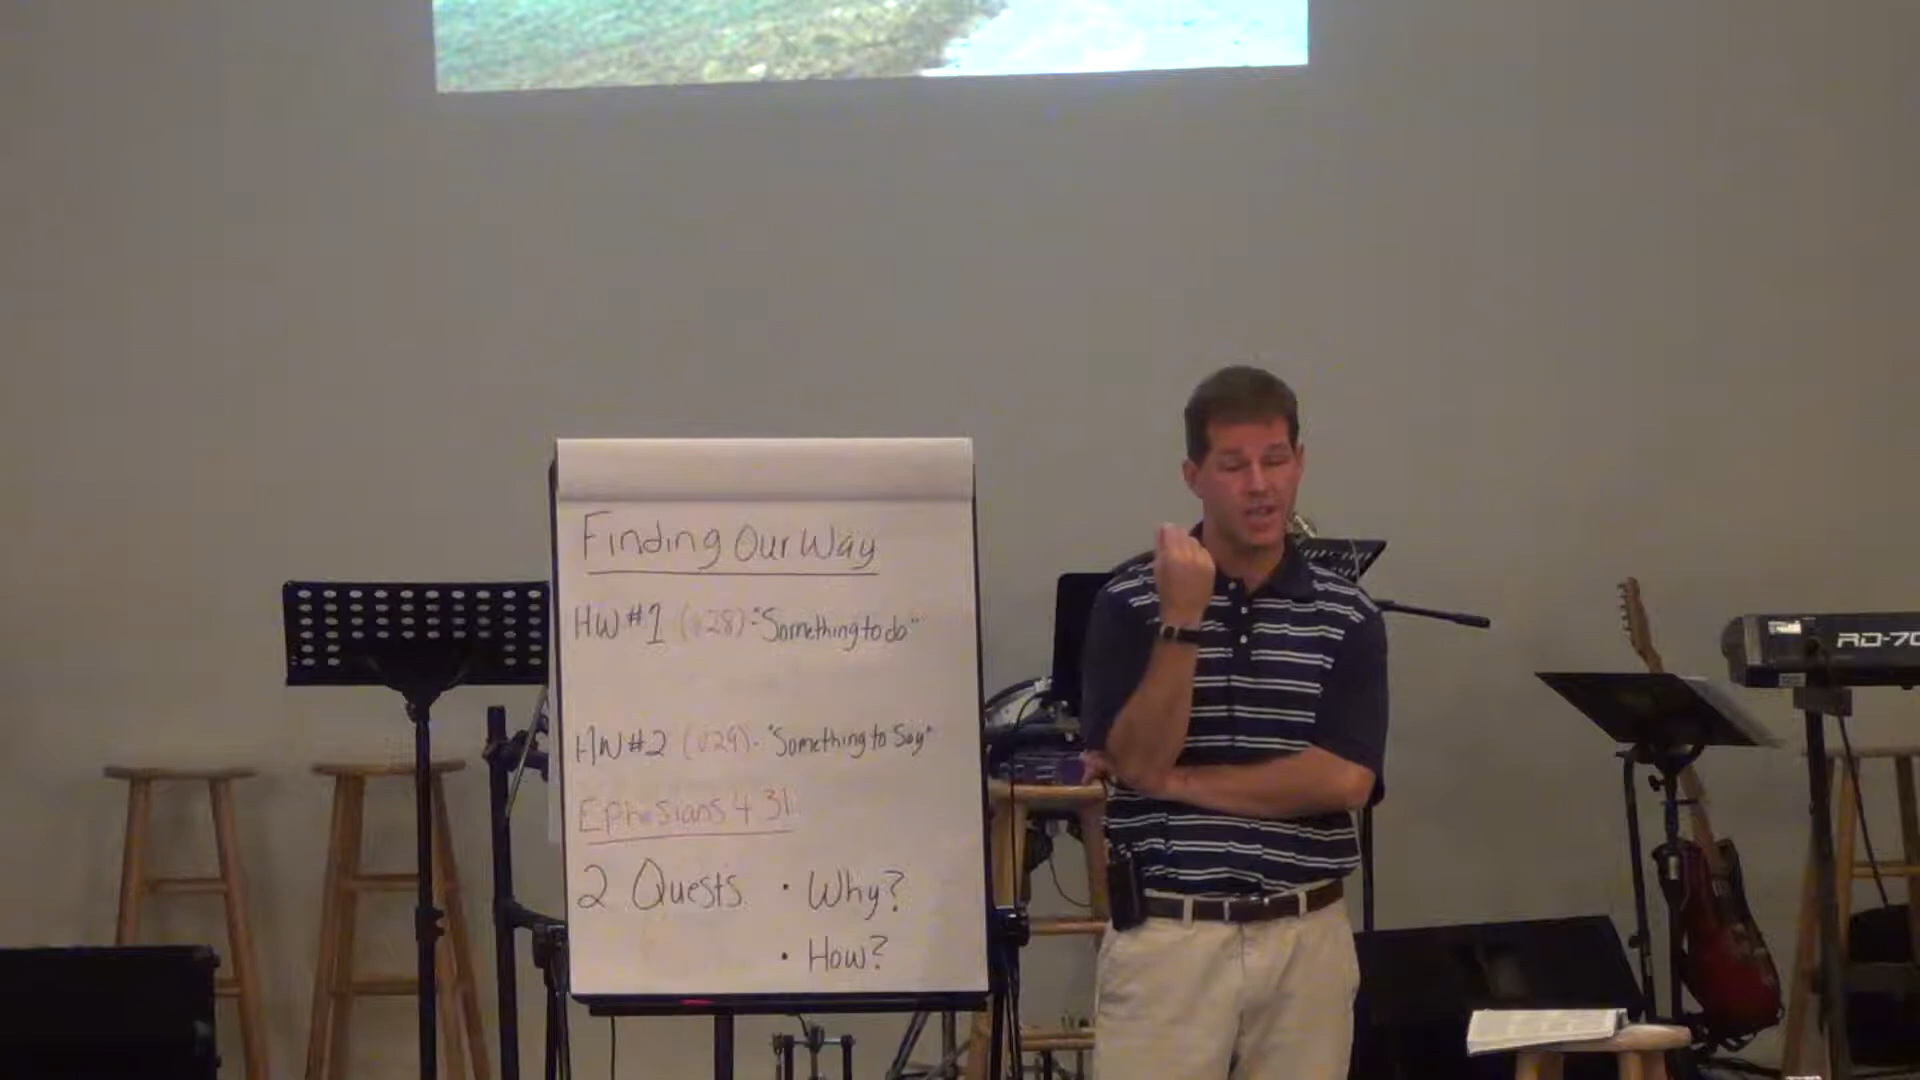 Finding Our Way
HW #1 (v28) - "Something to do"
HW #2 (v29) - "Something to Say"
Ephesians 4 31
2 Quests • Why?
• How?
RD-70